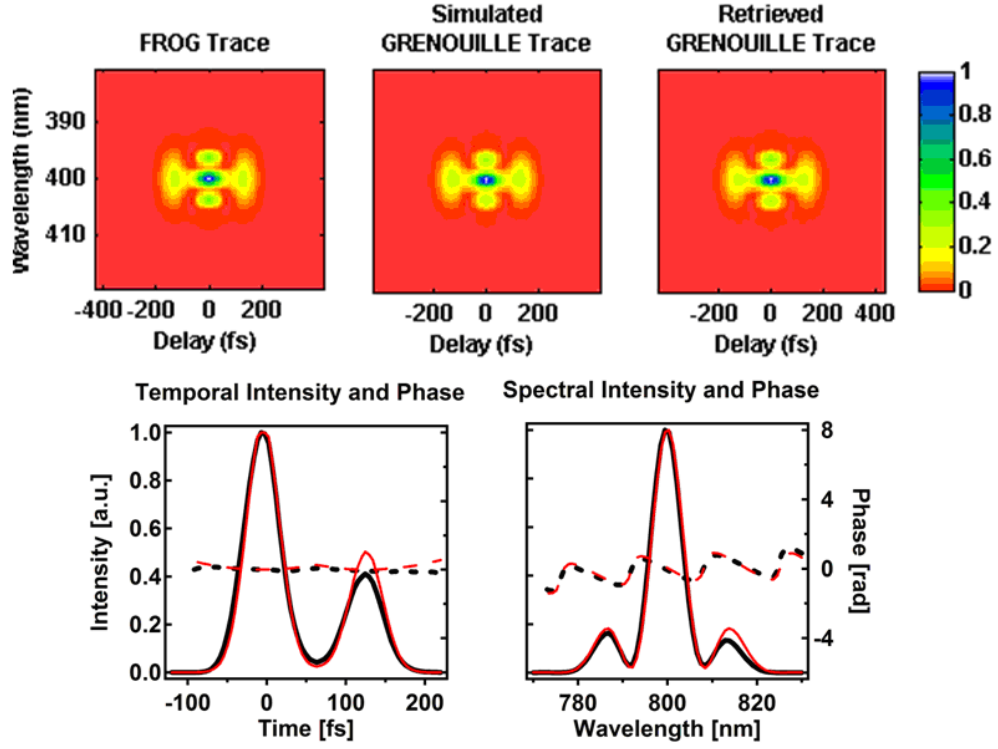 FROG Trace
Simulated
GRENOUILLE Trace
Retrieved
GRENOUILLE Trace
Wavelength (nm)
390
400
410
-400 -200 0 200
Delay (fs)
-200 0 200
Delay (fs)
-200 0 200 400
Delay (fs)
1
0.8
0.6
0.4
0.2
0
Temporal Intensity and Phase
Intensity [a.u.]
1.0
0.8
0.6
0.4
0.2
0.0
-100 0 100 200
Time [fs]
Spectral Intensity and Phase
780 800 820
Wavelength [nm]
8
4
0
-4
Phase [rad]